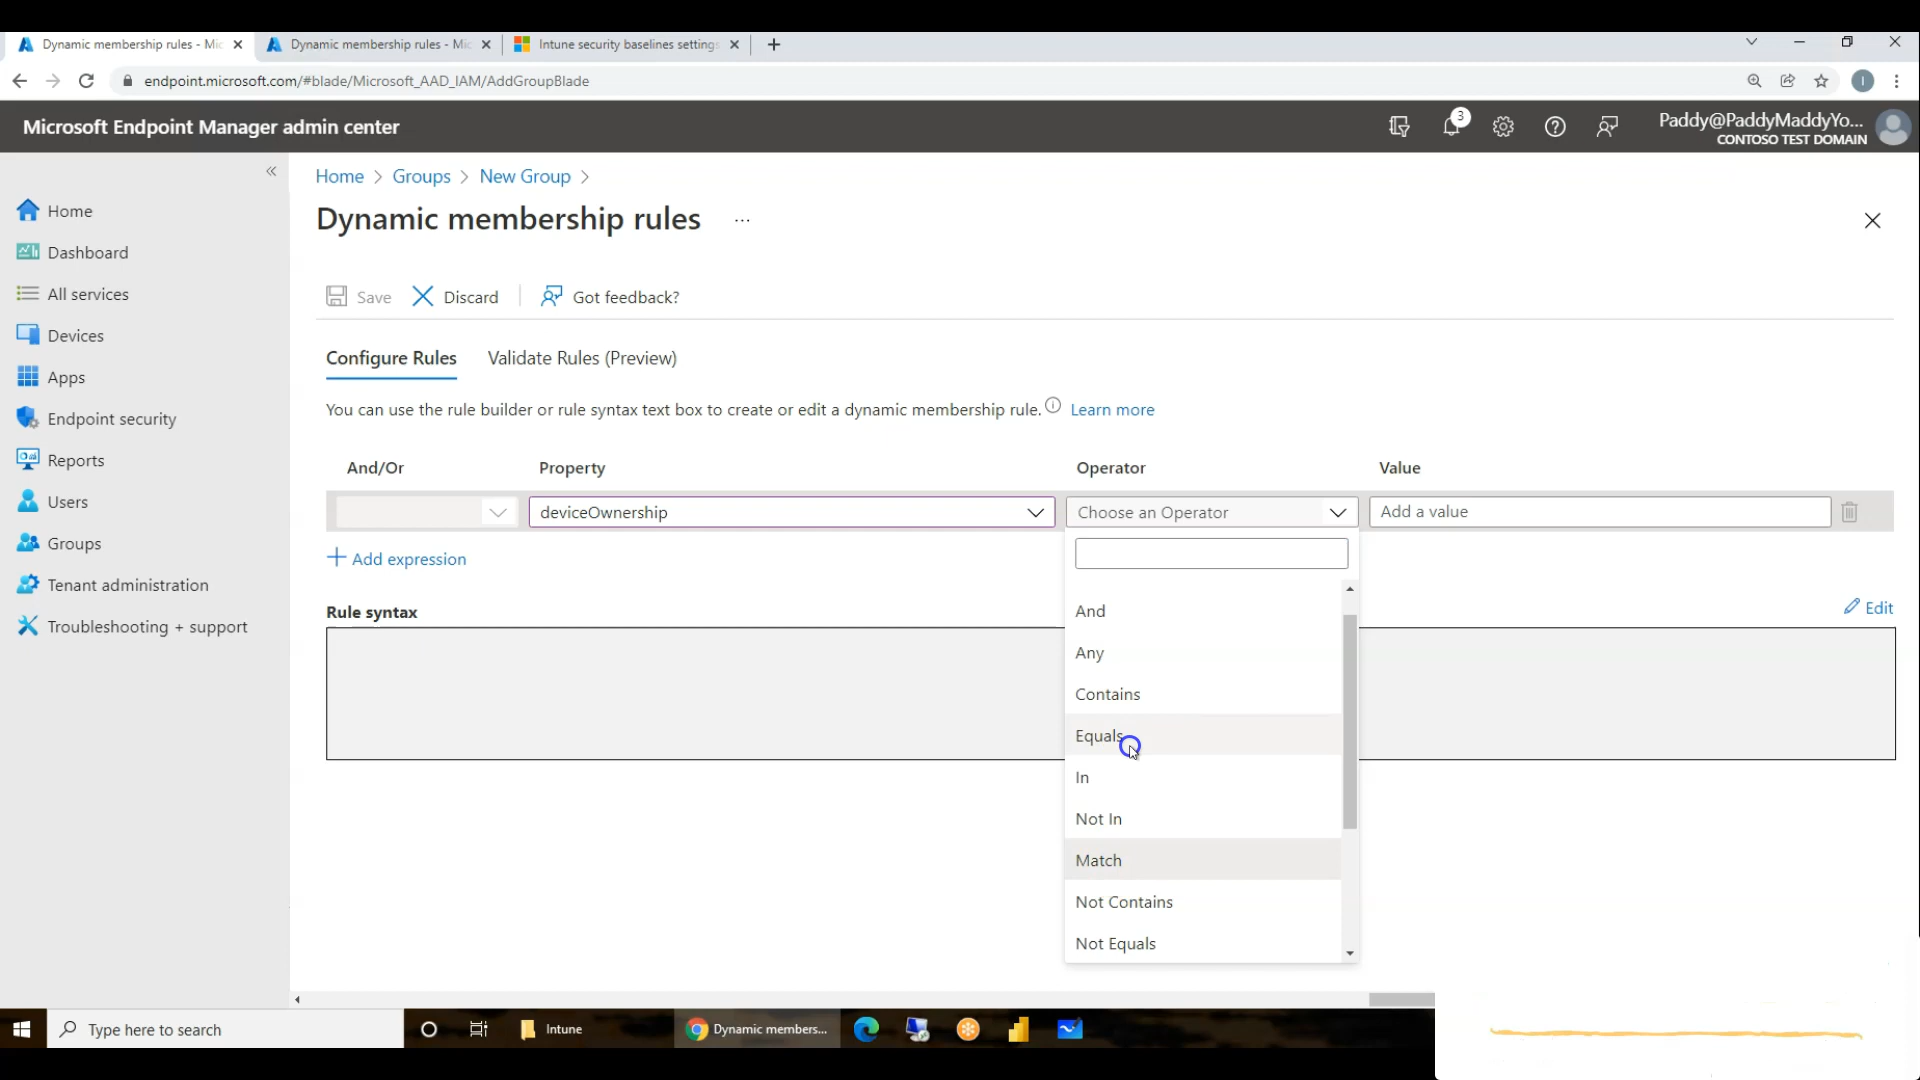 Dynamic membership rules - Mic
Dynamic membership rules - Mic
Intune security baselines settings
endpoint.microsoft.com/#blade/Microsoft_AAD_IAM/AddGroupBlade
I
Microsoft Endpoint Manager admin center
3
Paddy@PaddyMaddyYo...
CONTOSO TEST DOMAIN
Home
Dashboard
All services
Devices
Apps
Endpoint security
Reports
Users
Groups
Tenant administration
Troubleshooting + support
Home > Groups > New Group >
Dynamic membership rules ...
Save
Discard
Got feedback?
Configure Rules
Validate Rules (Preview)
You can use the rule builder or rule syntax text box to create or edit a dynamic membership rule. Learn more
And/Or Property Operator Value
deviceOwnership Choose an Operator Add a value
+ Add expression
Rule syntax
Edit
And
Any
Contains
Equals
In
Not In
Match
Not Contains
Not Equals
Type here to search
Intune
Dynamic members...